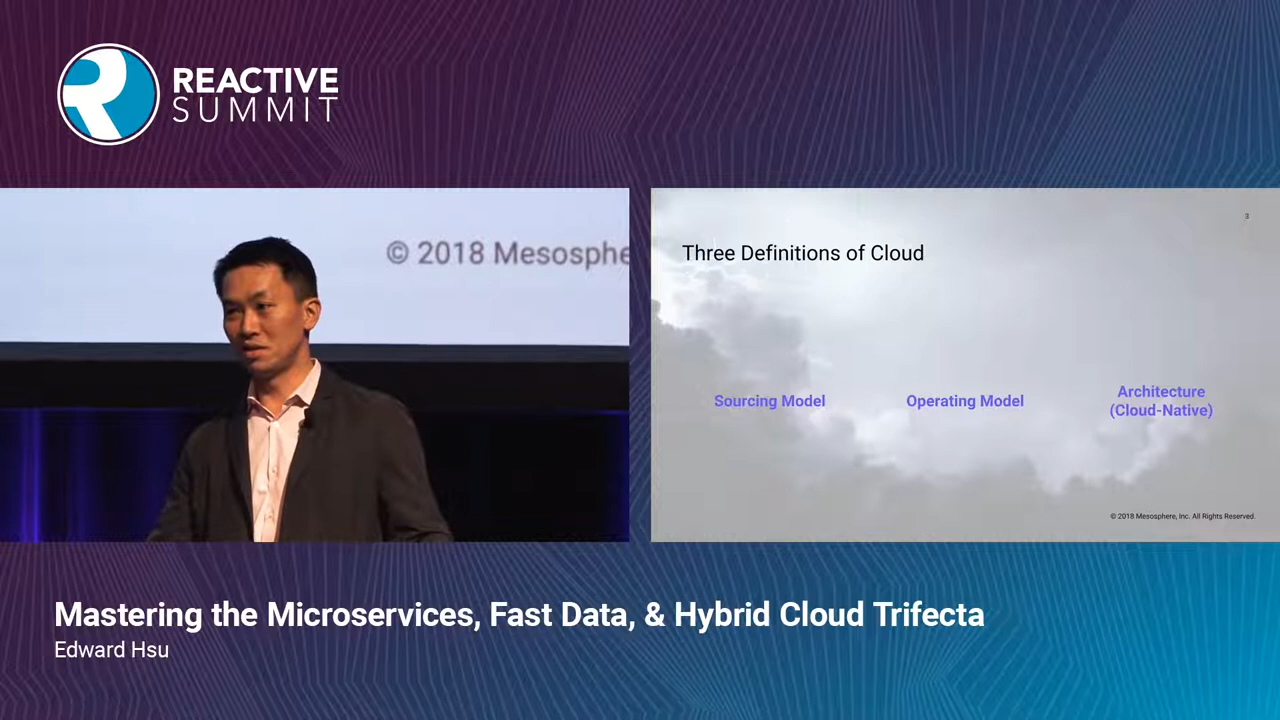 REACTIVE
SUMMIT
© 2018 Mesosphe
3
Three Definitions of Cloud
Sourcing Model
Operating Model
Architecture
(Cloud-Native)
© 2018 Mesosphere, Inc. All Rights Reserved.
Mastering the Microservices, Fast Data, & Hybrid Cloud Trifecta
Edward Hsu